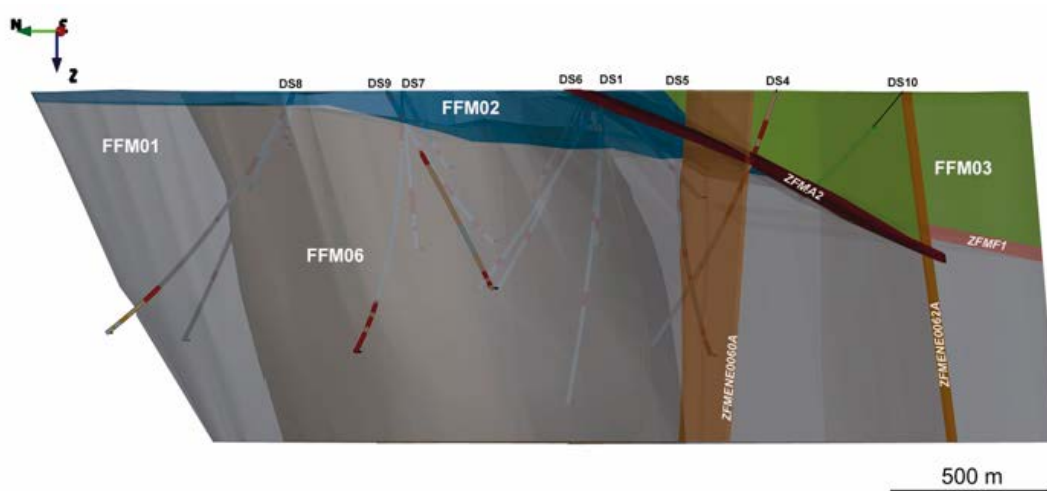 N
Z
DS8
DS9
DS7
DS6
DS1
DS5
DS4
DS10
FFM02
FFM01
FFM03
ZFMA2
ZFMF1
FFM06
ZFMENE0060A
ZFMENE0062A
500 m